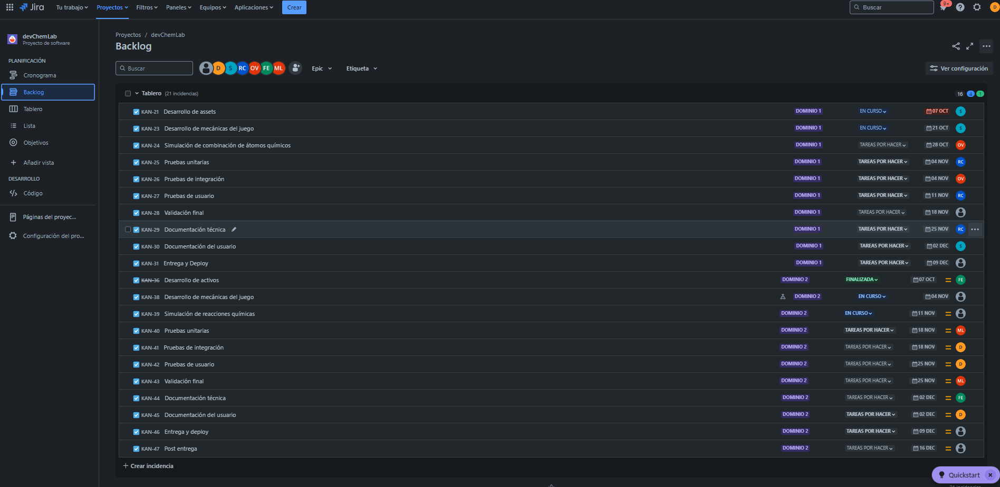 Jira Tu trabajo Proyectos Filtros Paneles Equipos Aplicaciones Crear Buscar 9+ ? D
devChemLab
Proyecto de software
PLANIFICACIÓN
Cronograma
Backlog
Tablero
Lista
Objetivos
Añadir vista
DESARROLLO
Código
Páginas del proyec...
Configuración del pro...
Proyectos / devChemLab
Backlog
Buscar D S RC OV FE ML Epic Etiqueta Ver configuración
Tablero (21 incidencias) 16 4 1
KAN-21 Desarrollo de assets DOMINIO 1 EN CURSO 07 OCT S
KAN-23 Desarrollo de mecánicas del juego DOMINIO 1 EN CURSO 21 OCT S
KAN-24 Simulación de combinación de átomos químicos DOMINIO 1 TAREAS POR HACER 28 OCT OV
KAN-25 Pruebas unitarias DOMINIO 1 TAREAS POR HACER 04 NOV RC
KAN-26 Pruebas de integración DOMINIO 1 TAREAS POR HACER 04 NOV OV
KAN-27 Pruebas de usuario DOMINIO 1 TAREAS POR HACER 11 NOV RC
KAN-28 Validación final DOMINIO 1 TAREAS POR HACER 18 NOV
KAN-29 Documentación técnica DOMINIO 1 TAREAS POR HACER 25 NOV RC
KAN-30 Documentación del usuario DOMINIO 1 TAREAS POR HACER 02 DEC S
KAN-31 Entrega y Deploy DOMINIO 1 TAREAS POR HACER 09 DEC
KAN-36 Desarrollo de activos DOMINIO 2 FINALIZADA 07 OCT FE
KAN-38 Desarrollo de mecánicas del juego DOMINIO 2 EN CURSO 04 NOV
KAN-39 Simulación de reacciones químicas DOMINIO 2 EN CURSO 11 NOV
KAN-40 Pruebas unitarias DOMINIO 2 TAREAS POR HACER 18 NOV ML
KAN-41 Pruebas de integración DOMINIO 2 TAREAS POR HACER 18 NOV D
KAN-42 Pruebas de usuario DOMINIO 2 TAREAS POR HACER 25 NOV D
KAN-43 Validación final DOMINIO 2 TAREAS POR HACER 25 NOV ML
KAN-44 Documentación técnica DOMINIO 2 TAREAS POR HACER 02 DEC FE
KAN-45 Documentación del usuario DOMINIO 2 TAREAS POR HACER 02 DEC D
KAN-46 Entrega y deploy DOMINIO 2 TAREAS POR HACER 09 DEC
KAN-47 Post entrega DOMINIO 2 TAREAS POR HACER 16 DEC
+ Crear incidencia
Quickstart
21 incidencias